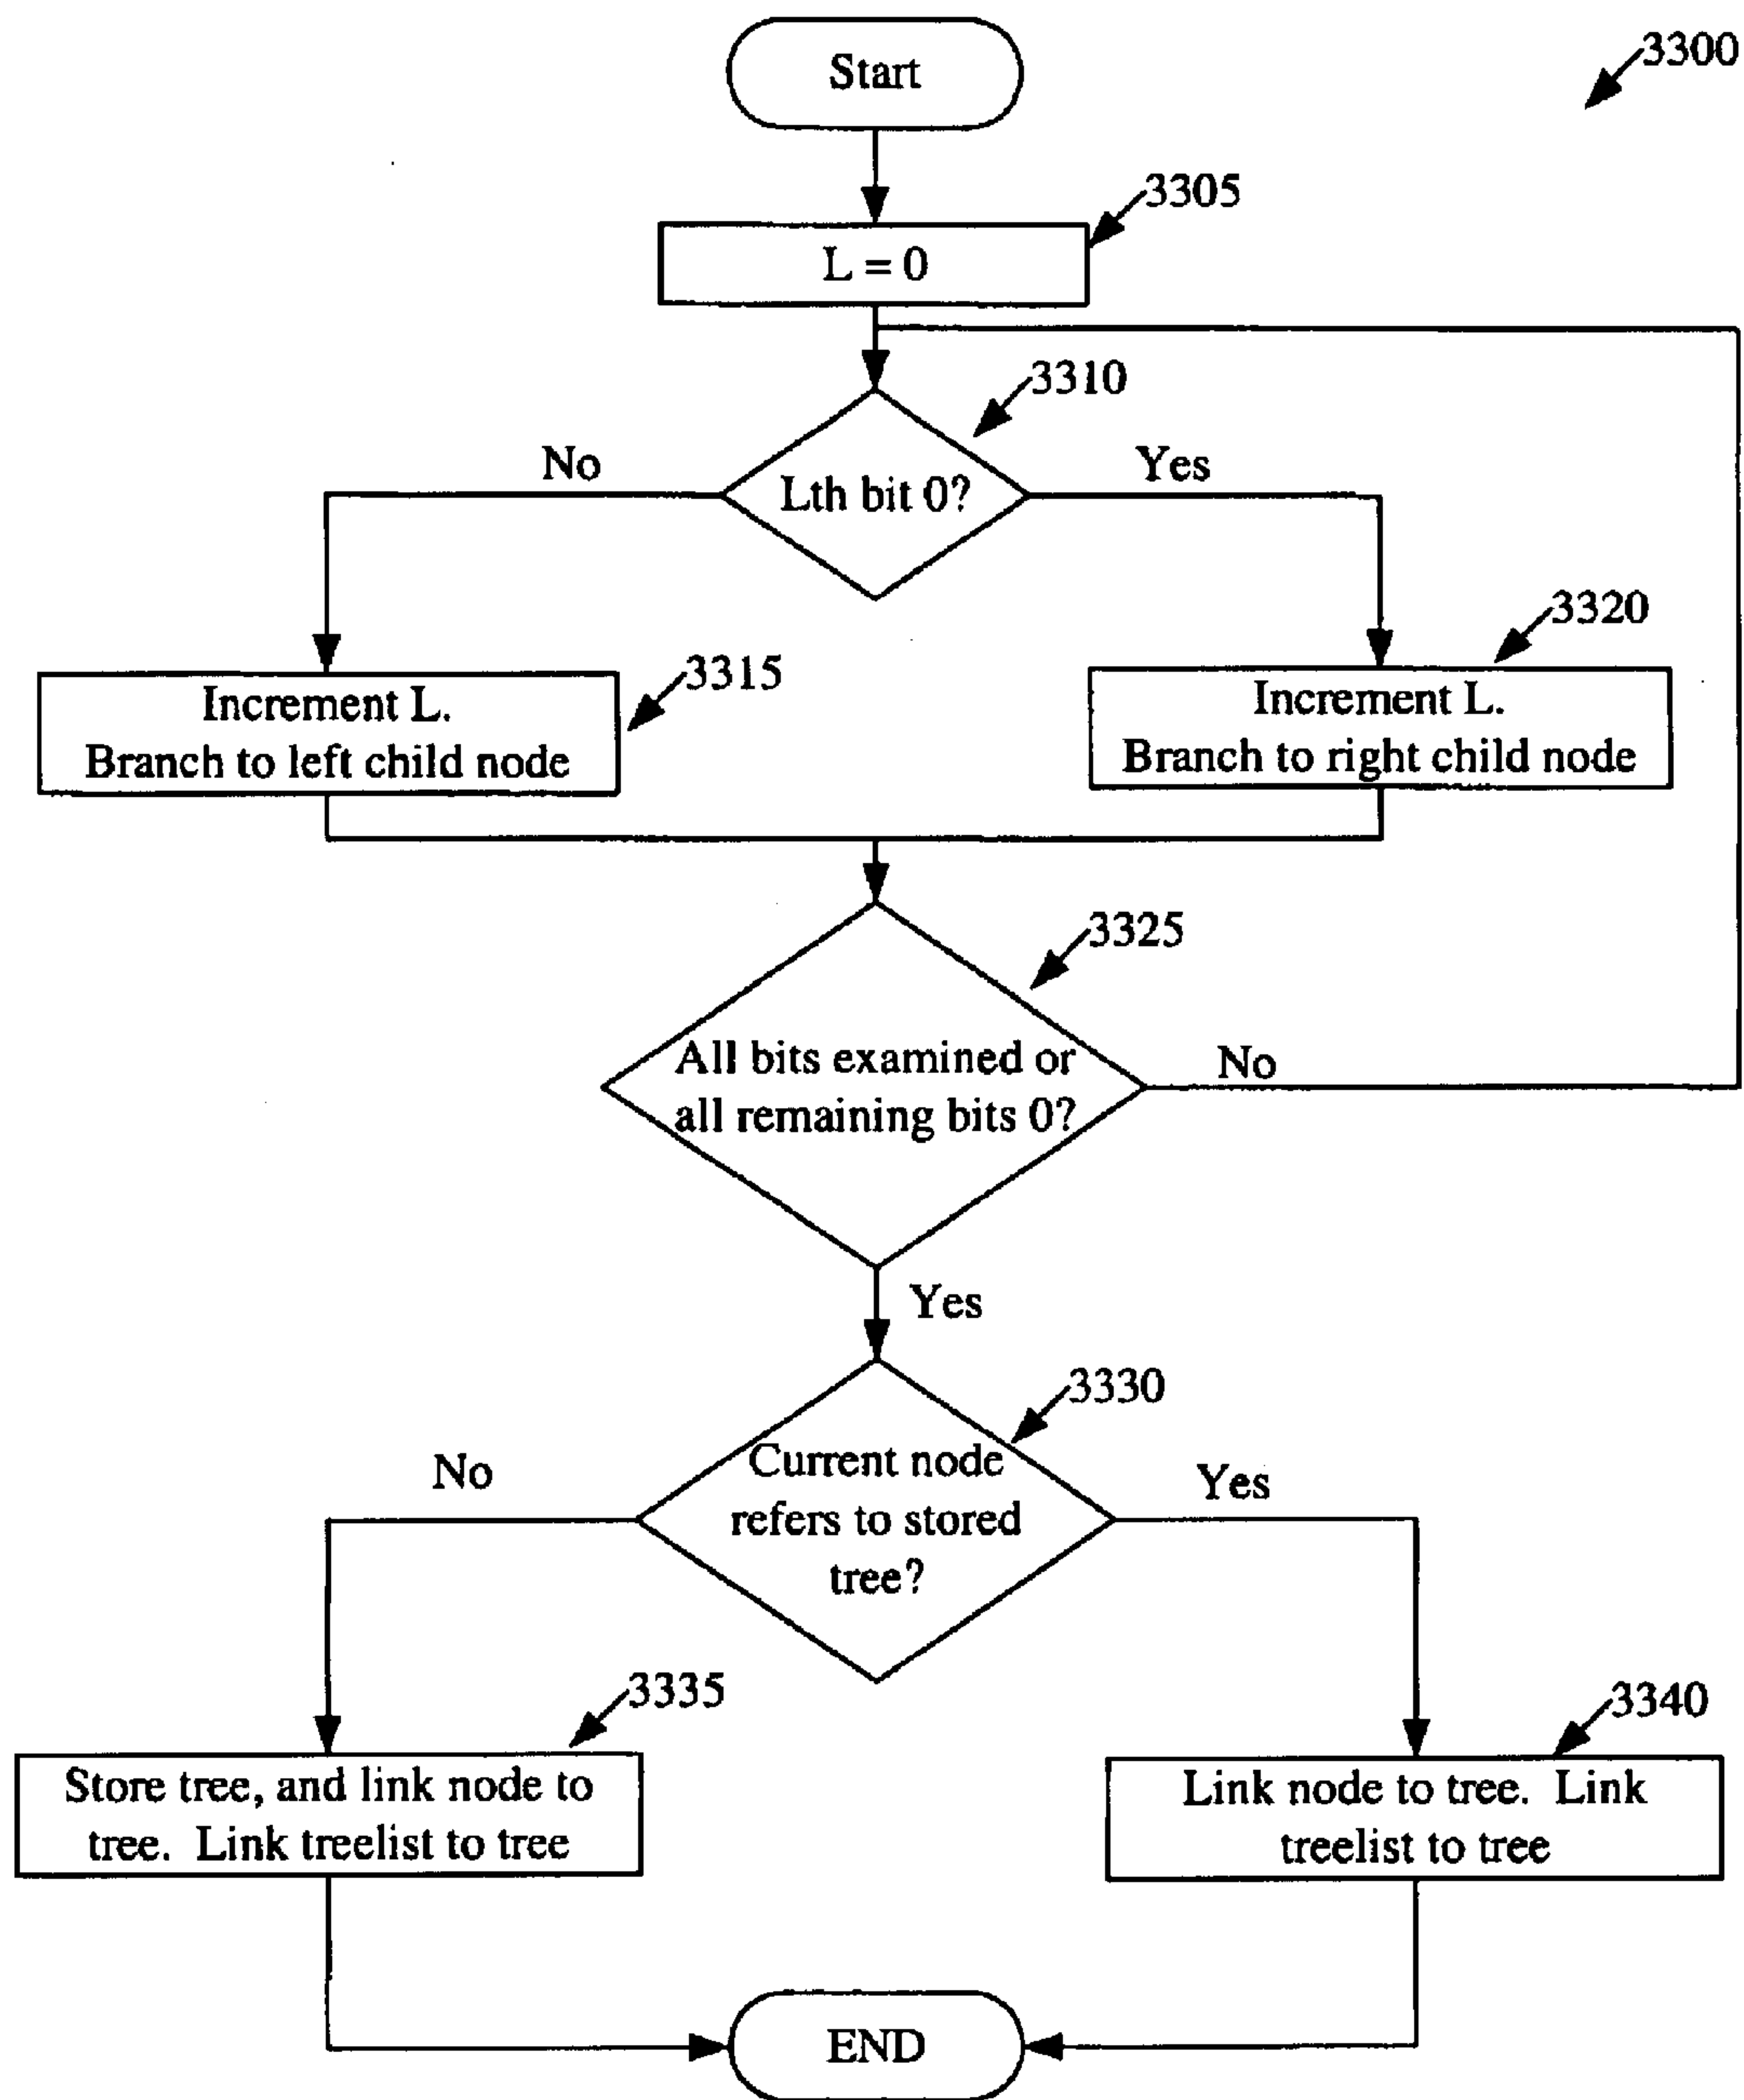 Start
3300
3305
L = 0
3310
No
Yes
Lth bit 0?
3320
3315
Increment L.
Branch to left child node
Increment L.
Branch to right child node
3325
All bits examined or
all remaining bits 0?
No
Yes
3330
Current node
refers to stored
tree?
No
Yes
3335
3340
Store tree, and link node to
tree. Link treelist to tree
Link node to tree. Link
treelist to tree
END